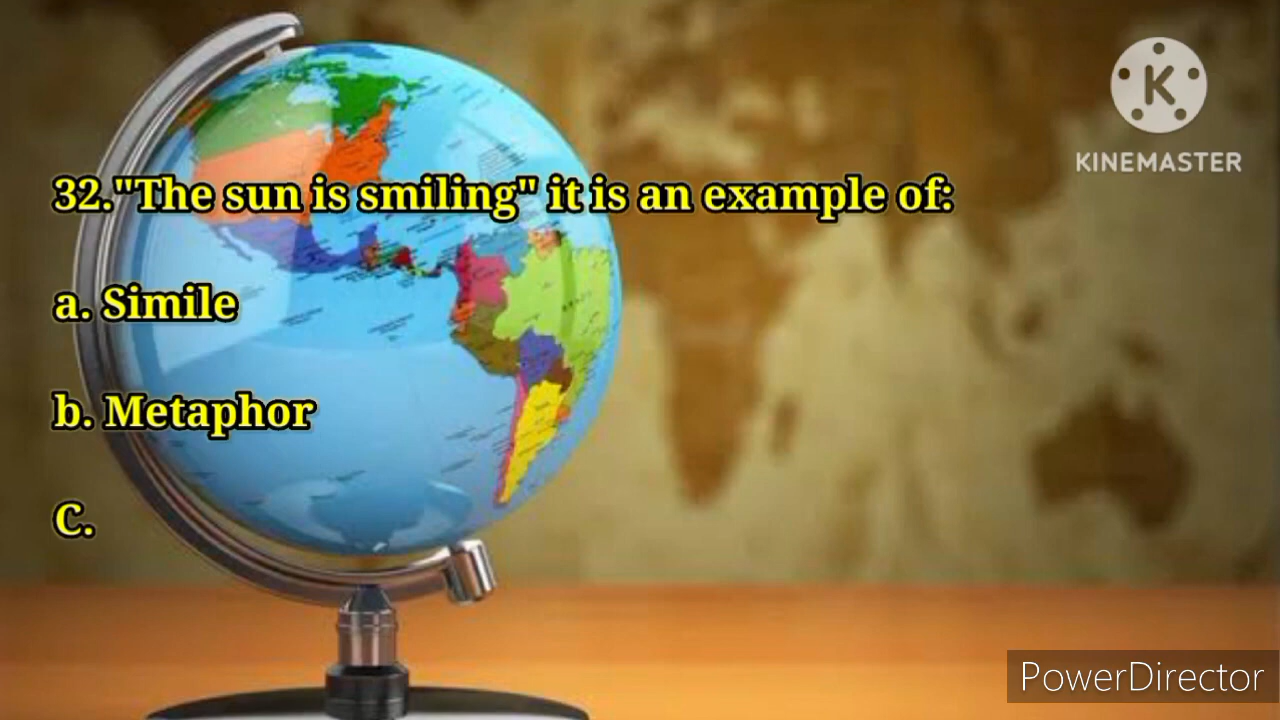 32."The sun is smiling" it is an example of:
a. Simile
b. Metaphor
C.
K
KINEMASTER
PowerDirector